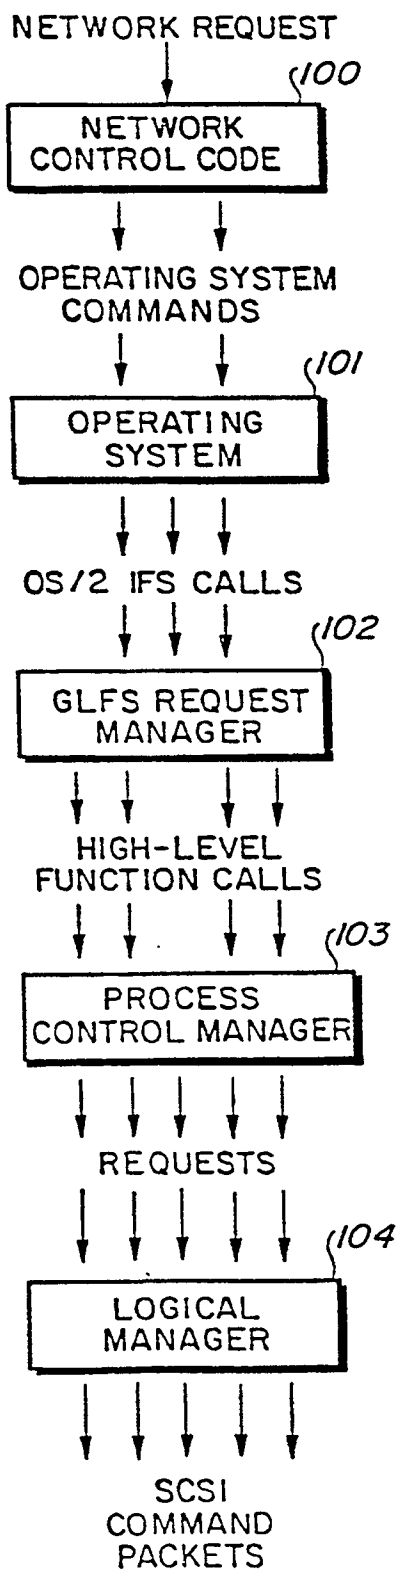 NETWORK REQUEST
100
NETWORK
CONTROL CODE
OPERATING SYSTEM
COMMANDS
101
OPERATING
SYSTEM
OS/2 IFS CALLS
102
GLFS REQUEST
MANAGER
HIGH-LEVEL
FUNCTION CALLS
103
PROCESS
CONTROL MANAGER
REQUESTS
104
LOGICAL
MANAGER
SCSI
COMMAND
PACKETS